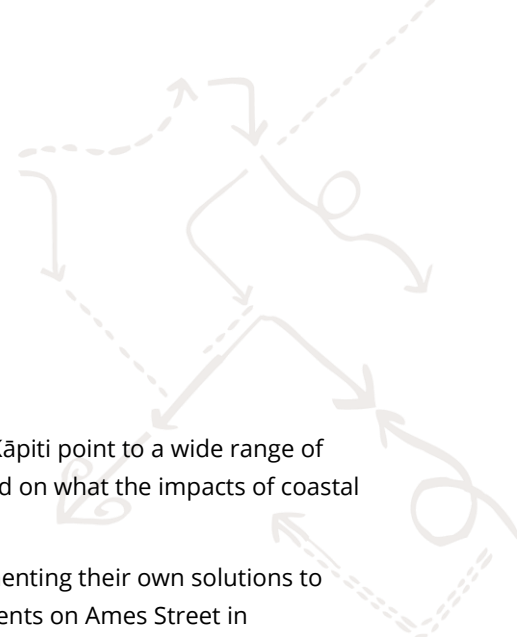 Kāpiti point to a wide range of
d on what the impacts of coastal
enting their own solutions to
ents on Ames Street in